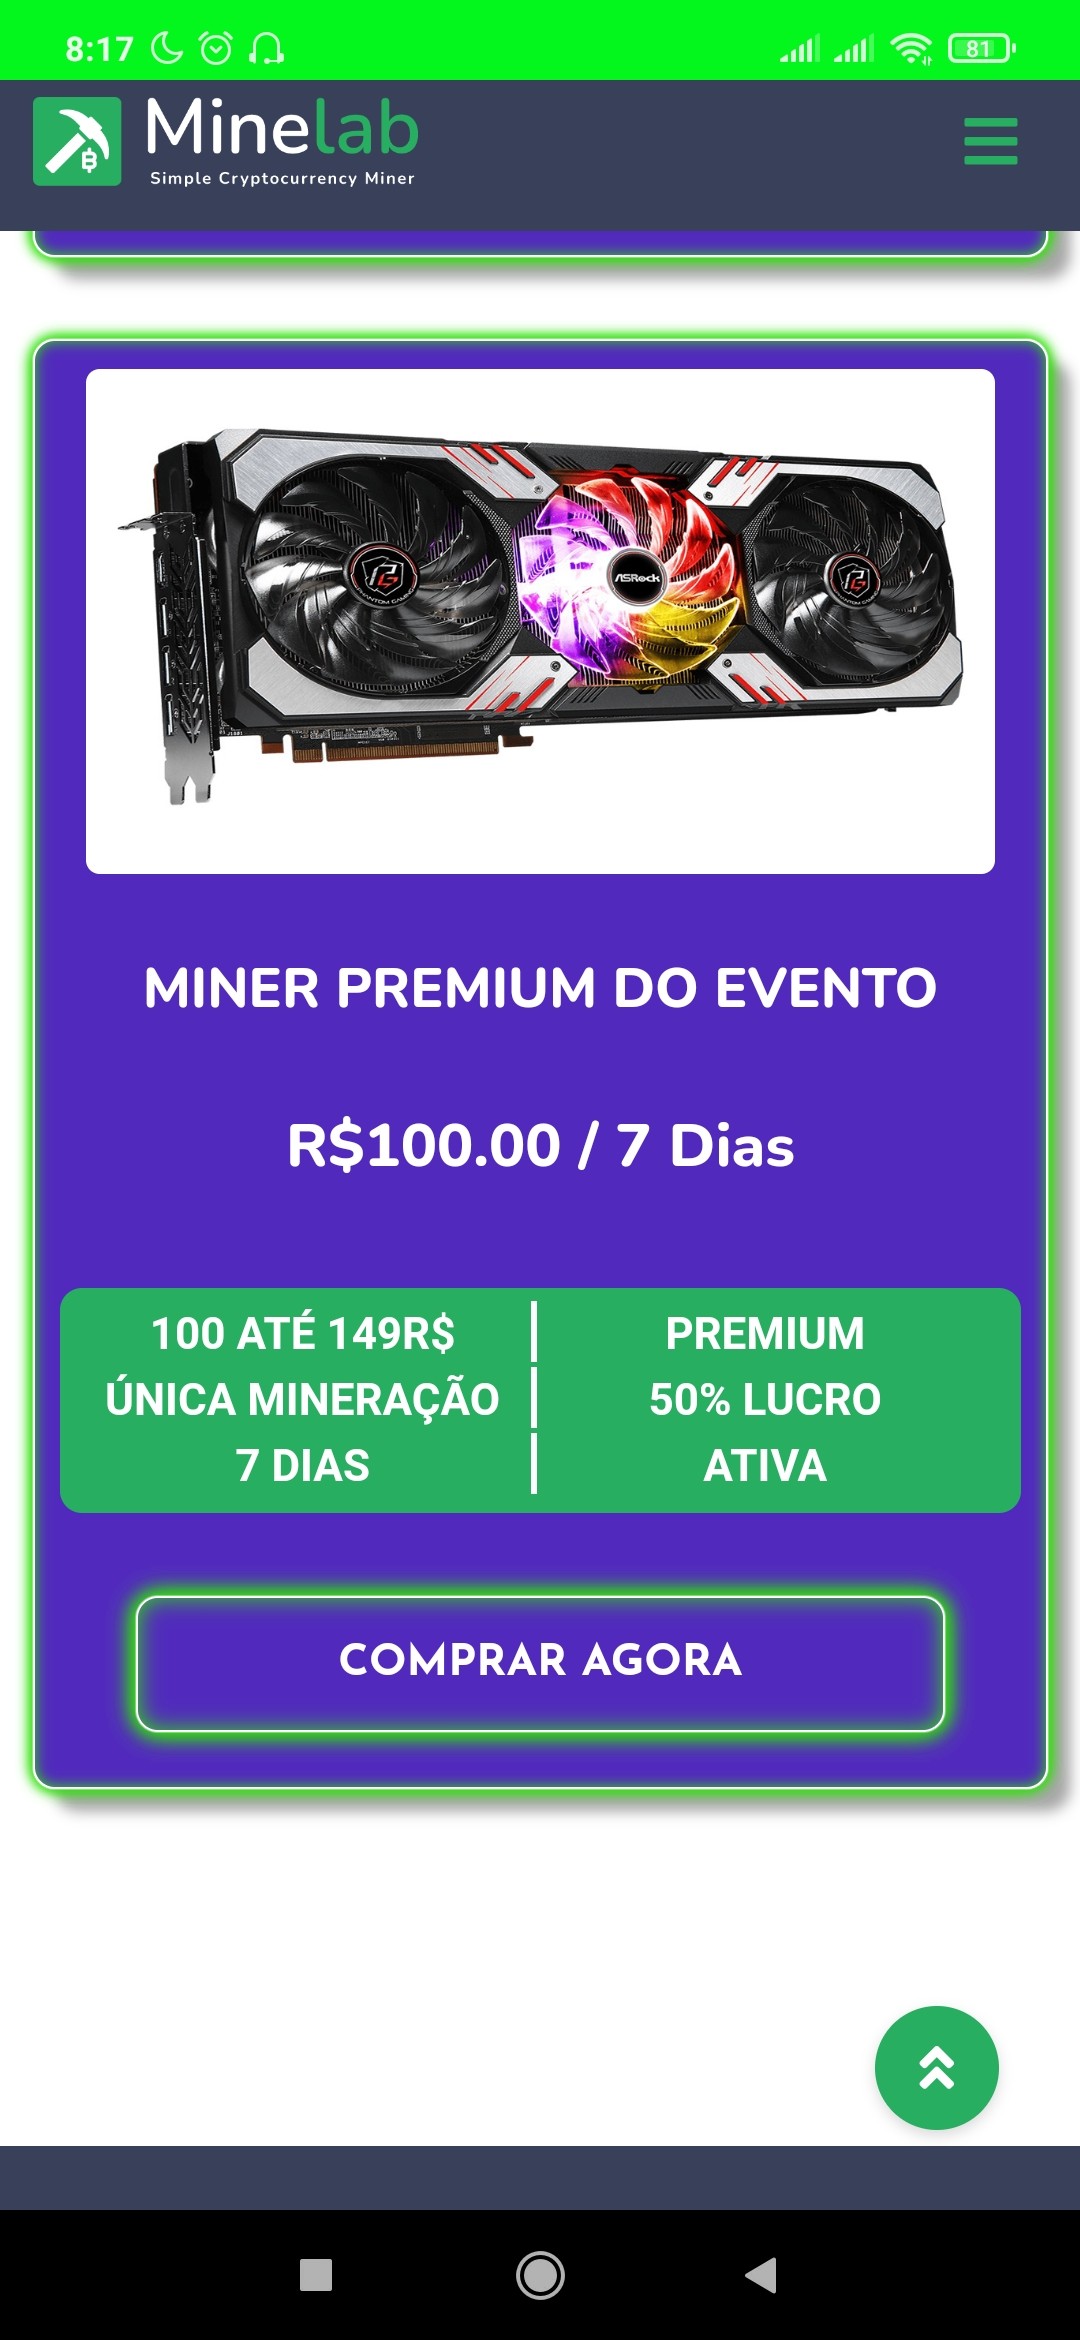 8:17
81
Minelab
Simple Cryptocurrency Miner
ASRock
MINER PREMIUM DO EVENTO
R$100.00 / 7 Dias
100 ATÉ 149R$ PREMIUM
ÚNICA MINERAÇÃO 50% LUCRO
7 DIAS ATIVA
COMPRAR AGORA